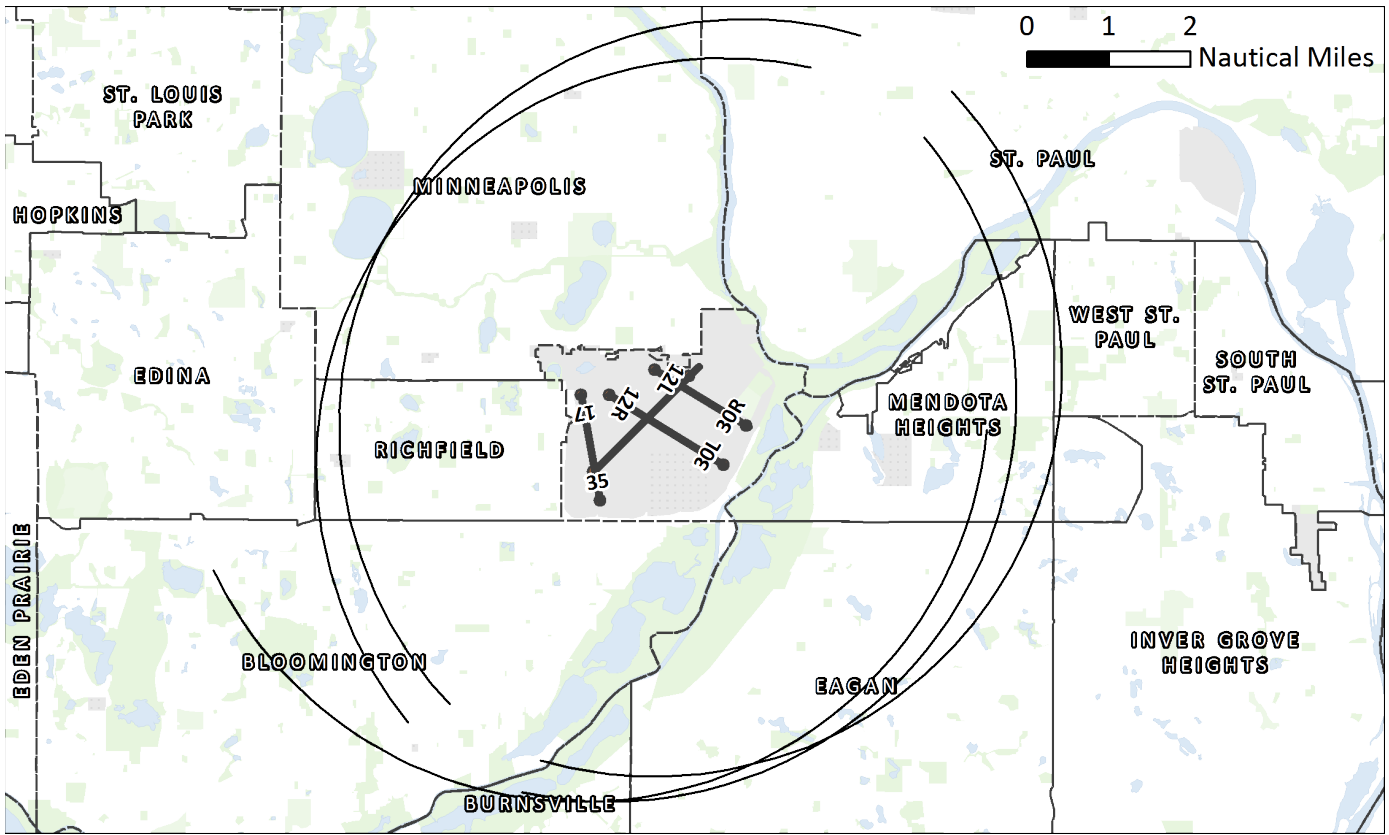 0 1 2
Nautical Miles
ST. LOUIS
PARK
ST. PAUL
MINNEAPOLIS
HOPKINS
WEST ST.
PAUL
EDINA
SOUTH
ST. PAUL
12L
12R
17
30R
MENDOTA
HEIGHTS
RICHFIELD
30L
35
EDEN PRAIRIE
BLOOMINGTON
INVER GROVE
HEIGHTS
EAGAN
BURNSVILLE